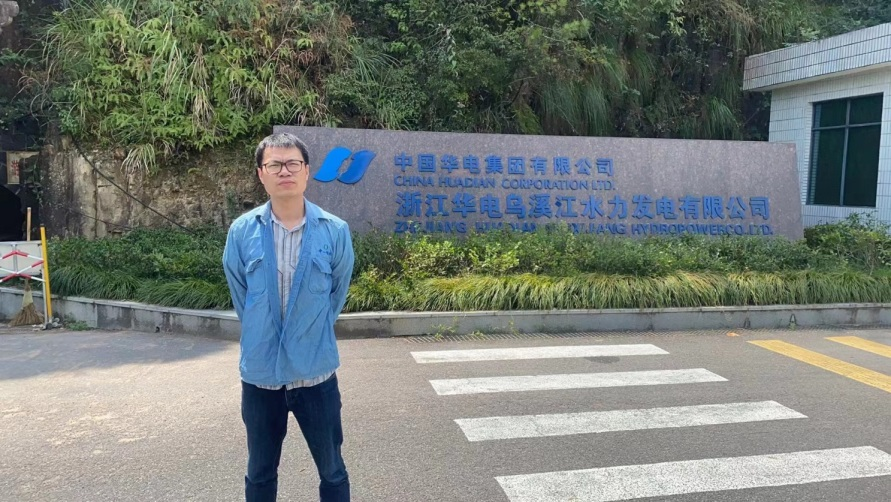 中国华电集团有限公司
CHINA HUADIAN CORPORATION LTD.
浙江华电乌溪江水力发电有限公司
HYDROPOWER CO.LTD.